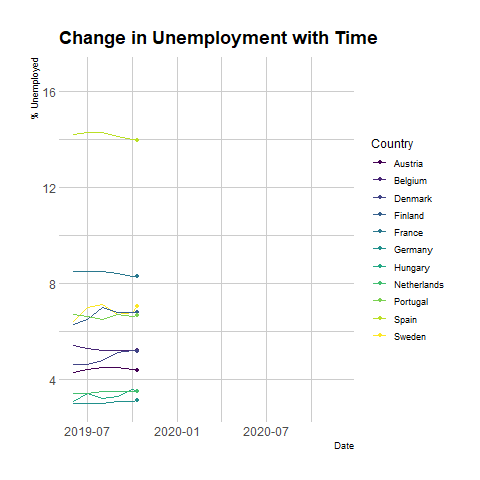 Change in Unemployment with Time
% Unemployed
16
12
8
4
2019-07
2020-01
2020-07
Date
Country
Austria
Belgium
Denmark
Finland
France
Germany
Hungary
Netherlands
Portugal
Spain
Sweden